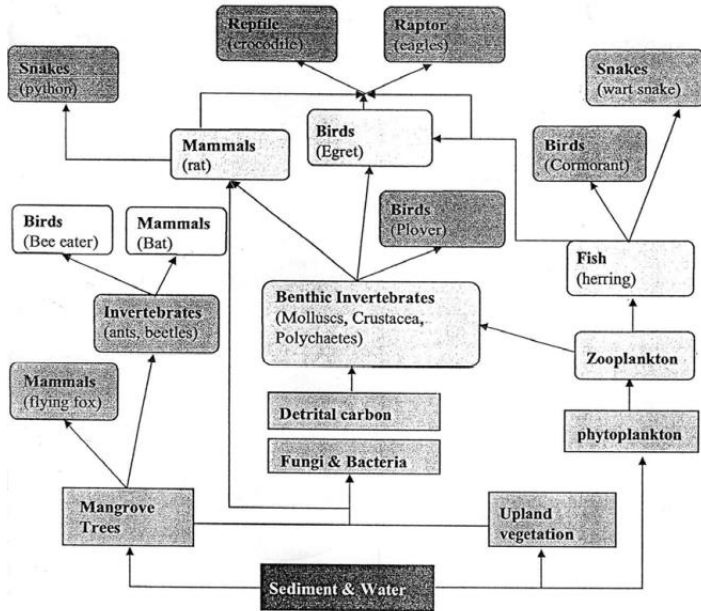 Reptile
(crocodile)
Raptor
(eagles)
Snakes
(python)
Snakes
(wart snake)
Mammals
(rat)
Birds
(Egret)
Birds
(Cormorant)
Birds
(Bee eater)
Mammals
(Bat)
Birds
(Plover)
Fish
(herring)
Invertebrates
(ants, beetles)
Benthic Invertebrates
(Molluscs, Crustacea,
Polychaetes)
Zooplankton
Mammals
(flying fox)
Detrital carbon
phytoplankton
Fungi & Bacteria
Mangrove
Trees
Upland
vegetation
Sediment & Water